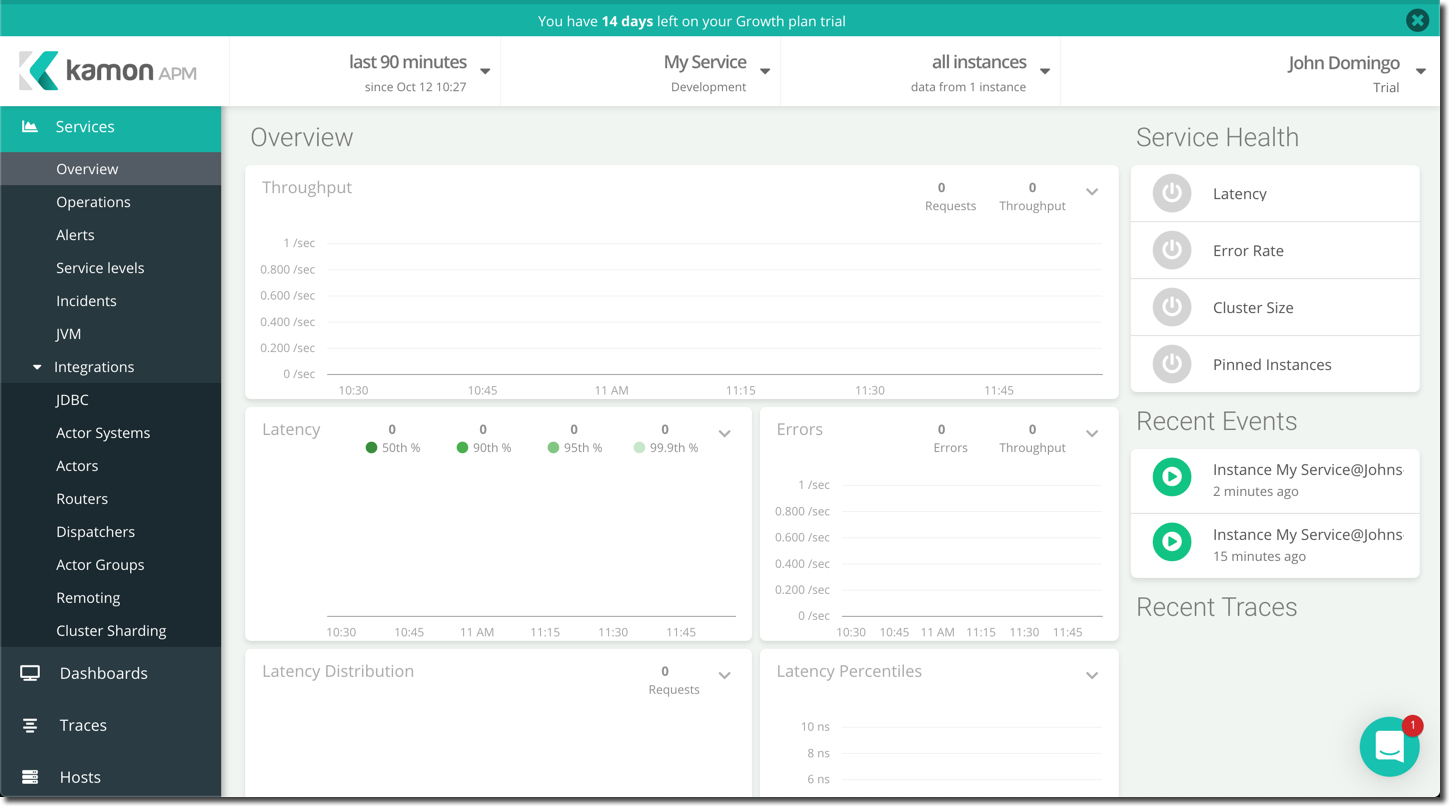 You have 14 days left on your Growth plan trial
kamon APM
last 90 minutes
since Oct 12 10:27
My Service
Development
all instances
data from 1 instance
John Domingo
Trial
Services
Overview
Operations
Alerts
Service levels
Incidents
JVM
Integrations
JDBC
Actor Systems
Actors
Routers
Dispatchers
Actor Groups
Remoting
Cluster Sharding
Dashboards
Traces
Hosts
Overview
Throughput
0 0
Requests Throughput
1 /sec
0.800 /sec
0.600 /sec
0.400 /sec
0.200 /sec
0 /sec
10:30 10:45 11 AM 11:15 11:30 11:45
Latency
0 0 0 0
50th % 90th % 95th % 99.9th %
10:30 10:45 11 AM 11:15 11:30 11:45
Errors
0 0
Errors Throughput
1 /sec
0.800 /sec
0.600 /sec
0.400 /sec
0.200 /sec
0 /sec
10:30 10:45 11 AM 11:15 11:30 11:45
Latency Distribution
0
Requests
Latency Percentiles
10 ns
8 ns
6 ns
Service Health
Latency
Error Rate
Cluster Size
Pinned Instances
Recent Events
Instance My Service@Johns
2 minutes ago
Instance My Service@Johns
15 minutes ago
Recent Traces
1